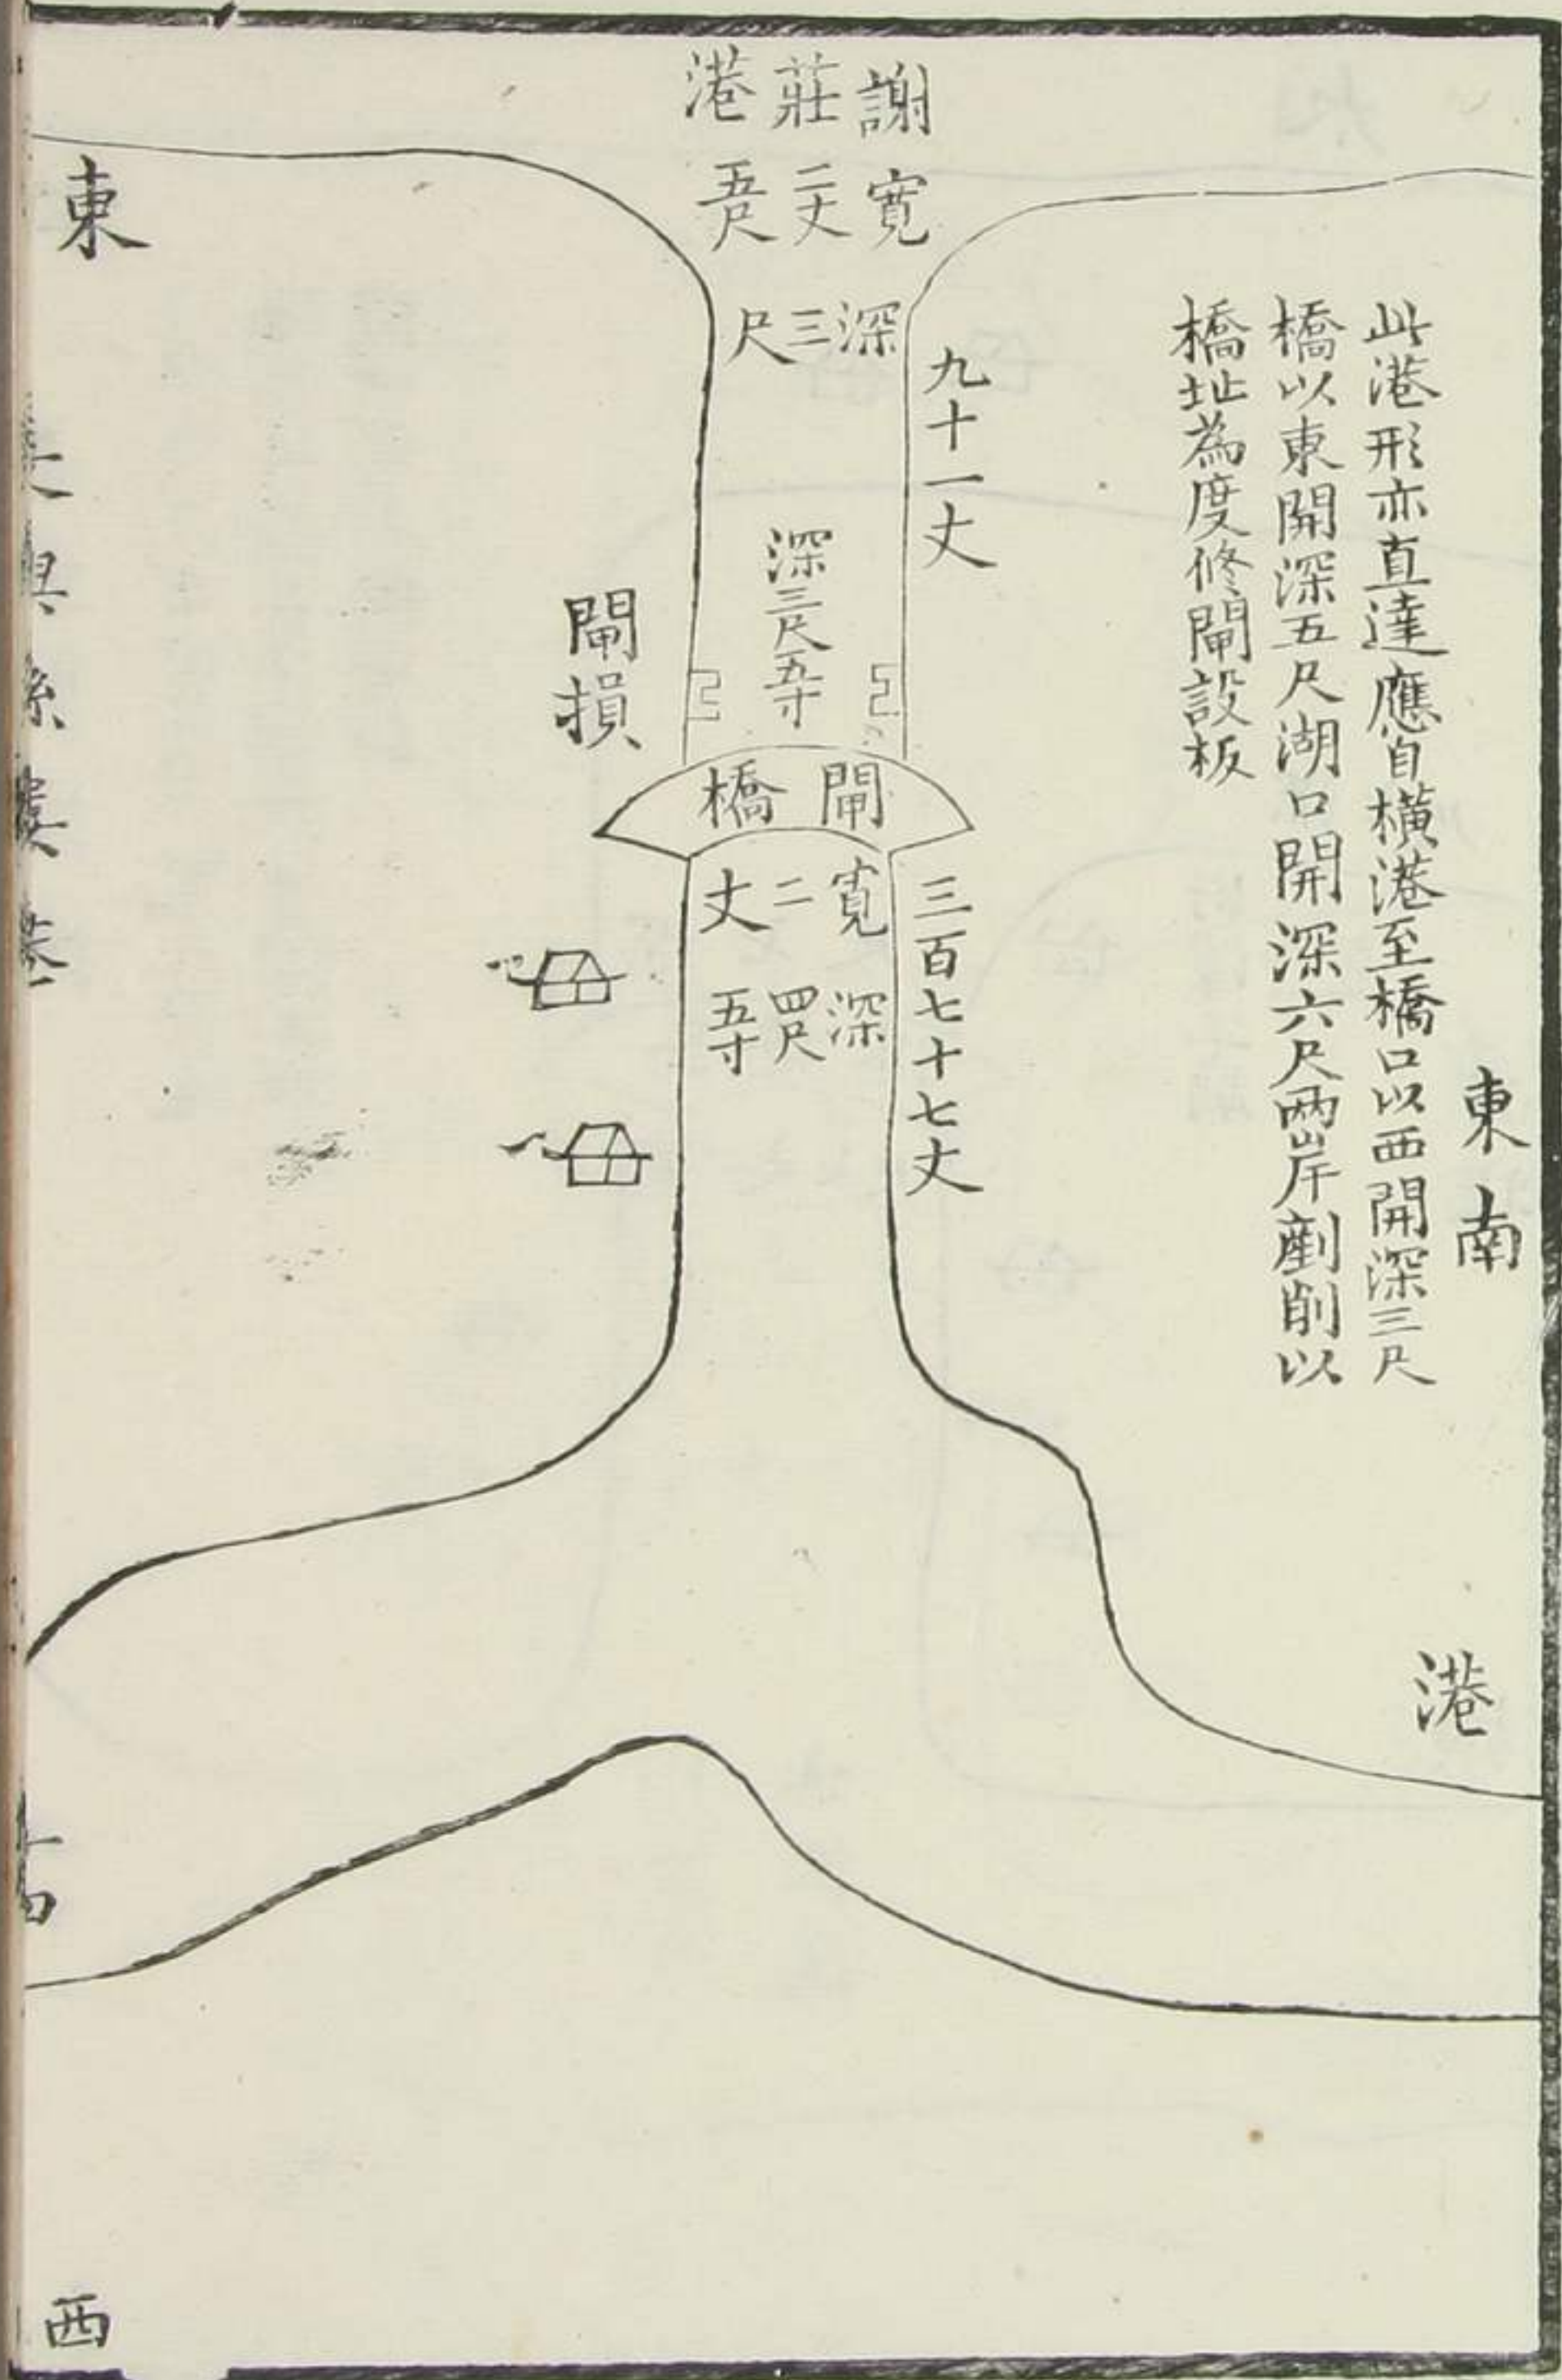 東南
港
此港形亦直達應自橫港至橋口以西開深三尺
橋以東開深五尺湖口開深六尺兩岸劃削以
橋址為度修閘設板
謝莊港
寬二丈五尺
深三尺
九十一丈
深三尺五寸
閘損
閘橋
三百七十七丈
寬二丈
深四尺五寸
東
西